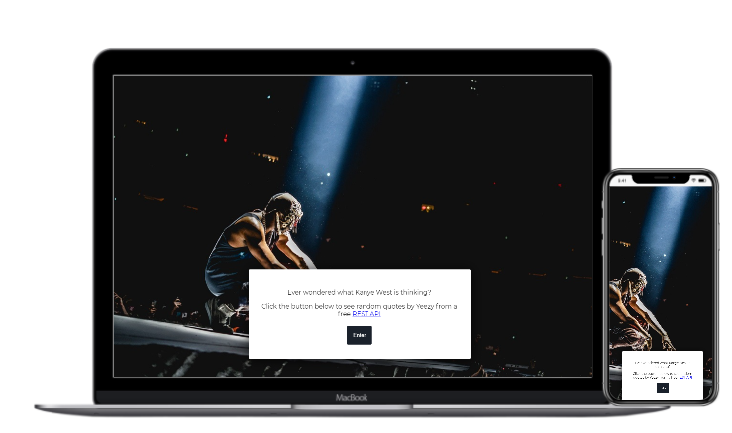 Ever wondered what Kanye West is thinking?
Click the button below to see random quotes by Yeezy from a
free REST API
Enter
MacBook
9:41